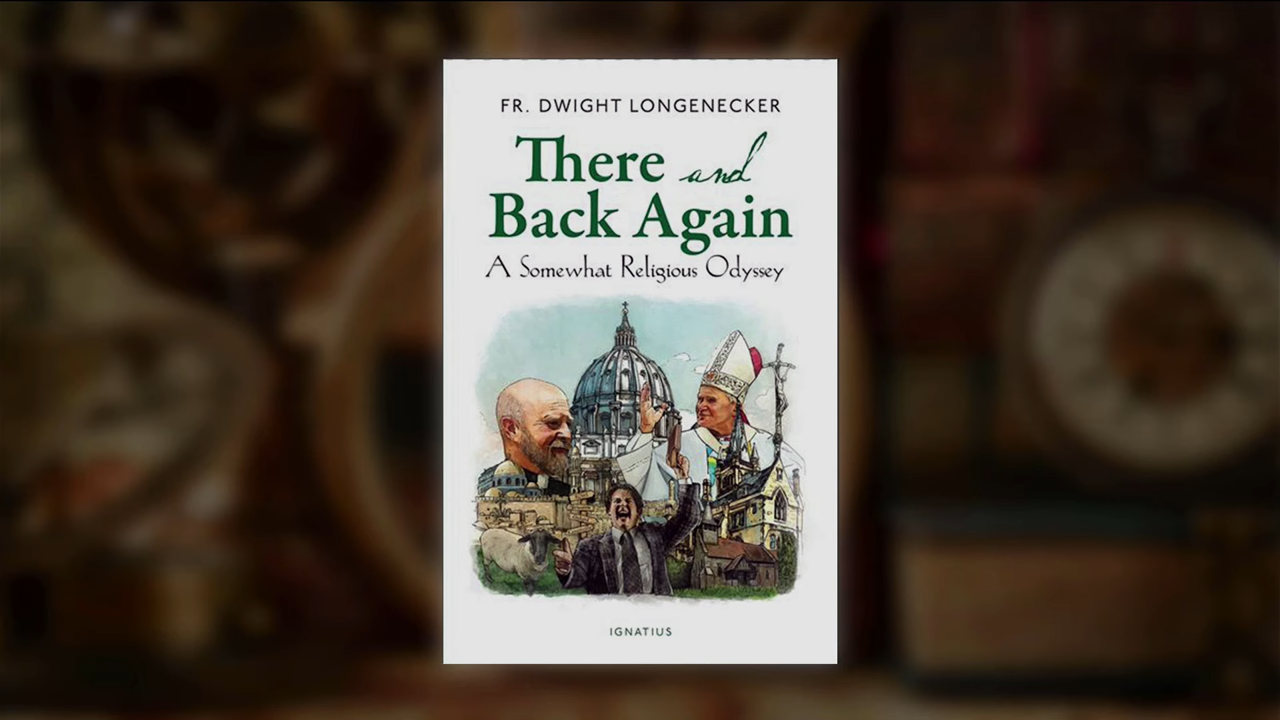 FR. DWIGHT LONGENECKER
There and
Back Again
A Somewhat Religious Odyssey
IGNATIUS